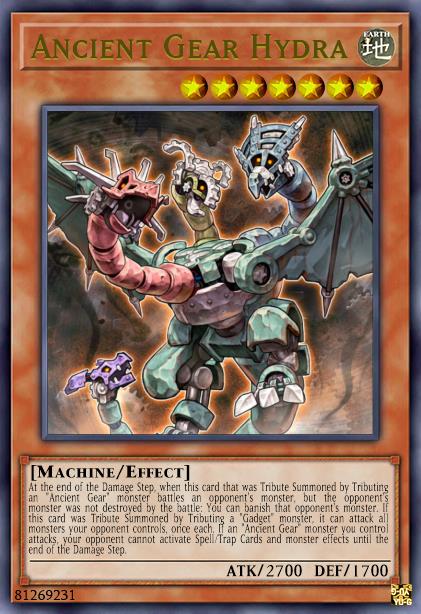 ANCIENT GEAR HYDRA
EARTH
地
[MACHINE/EFFECT]
At the end of the Damage Step, when this card that was Tribute Summoned by Tributing
an "Ancient Gear" monster battles an opponent's monster, but the opponent's
monster was not destroyed by the battle: You can banish that opponent's monster. If
this card was Tribute Summoned by Tributing a "Gadget" monster, it can attack all
monsters your opponent controls, once each. If an "Ancient Gear" monster you control
attacks, your opponent cannot activate Spell/Trap Cards and monster effects until the
end of the Damage Step.
ATK/2700 DEF/1700
81269231